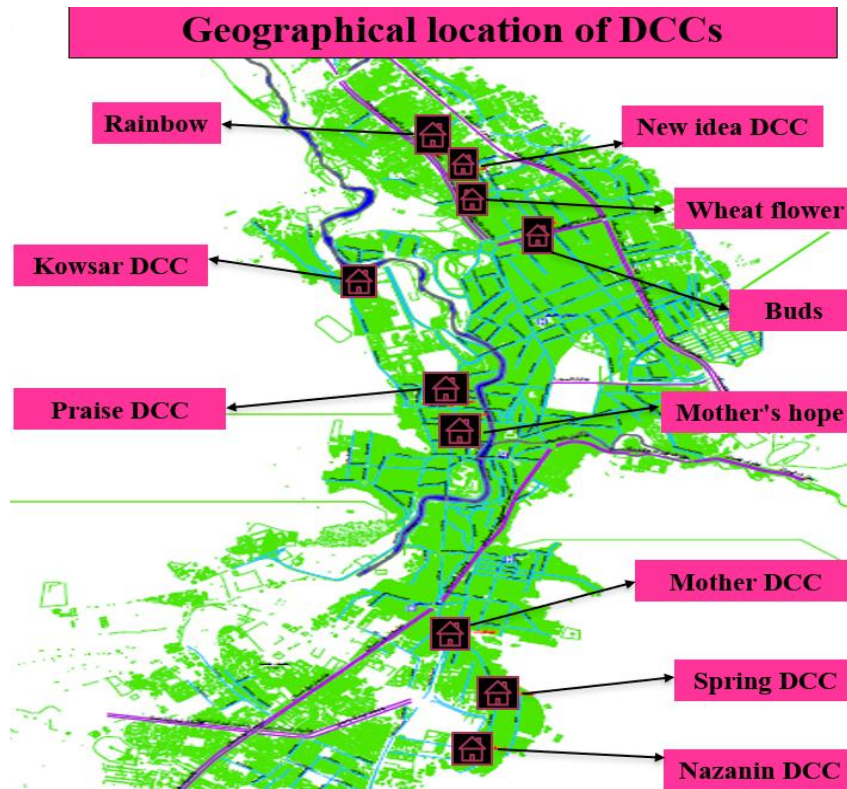 Geographical location of DCCs
Rainbow
New idea DCC
Wheat flower
Kowsar DCC
Buds
Praise DCC
Mother's hope
Mother DCC
Spring DCC
Nazanin DCC